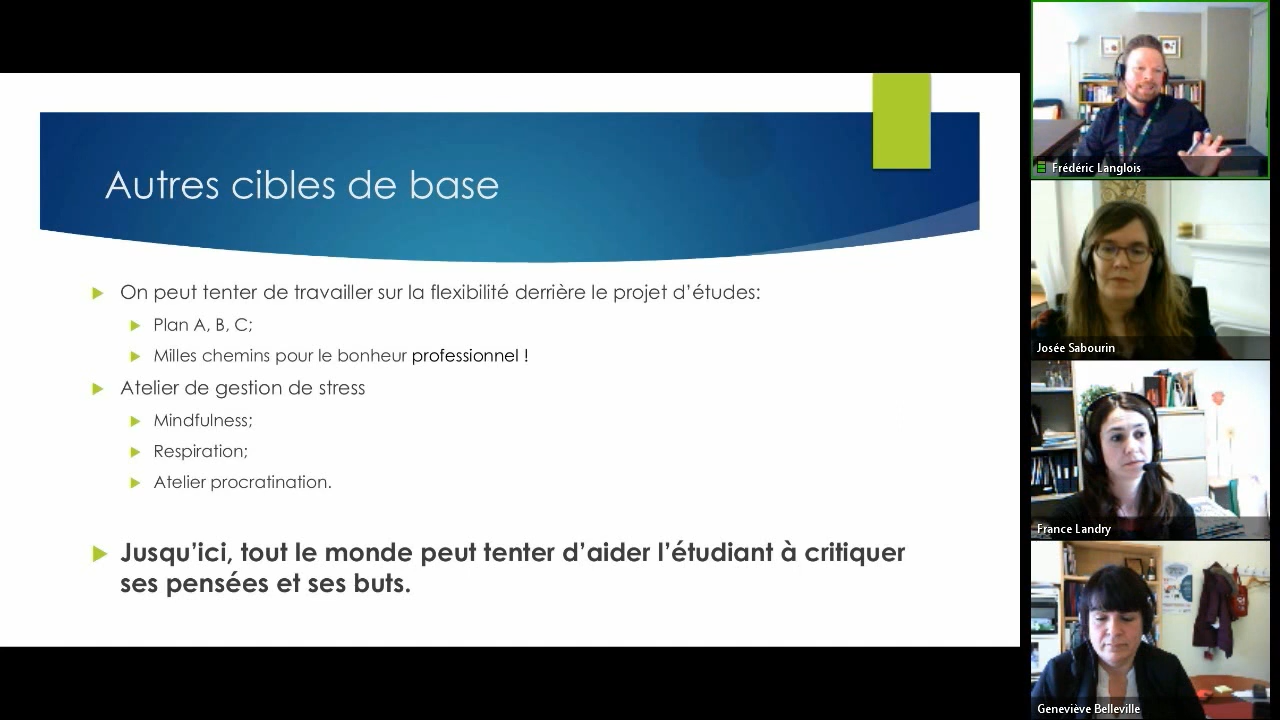 Autres cibles de base
On peut tenter de travailler sur la flexibilité derrière le projet d'études:
Plan A, B, C;
Milles chemins pour le bonheur professionnel !
Atelier de gestion de stress
Mindfulness;
Respiration;
Atelier procratination.
Jusqu'ici, tout le monde peut tenter d'aider l'étudiant à critiquer
ses pensées et ses buts.
Frédéric Langlois
Josée Sabourin
France Landry
Geneviève Belleville